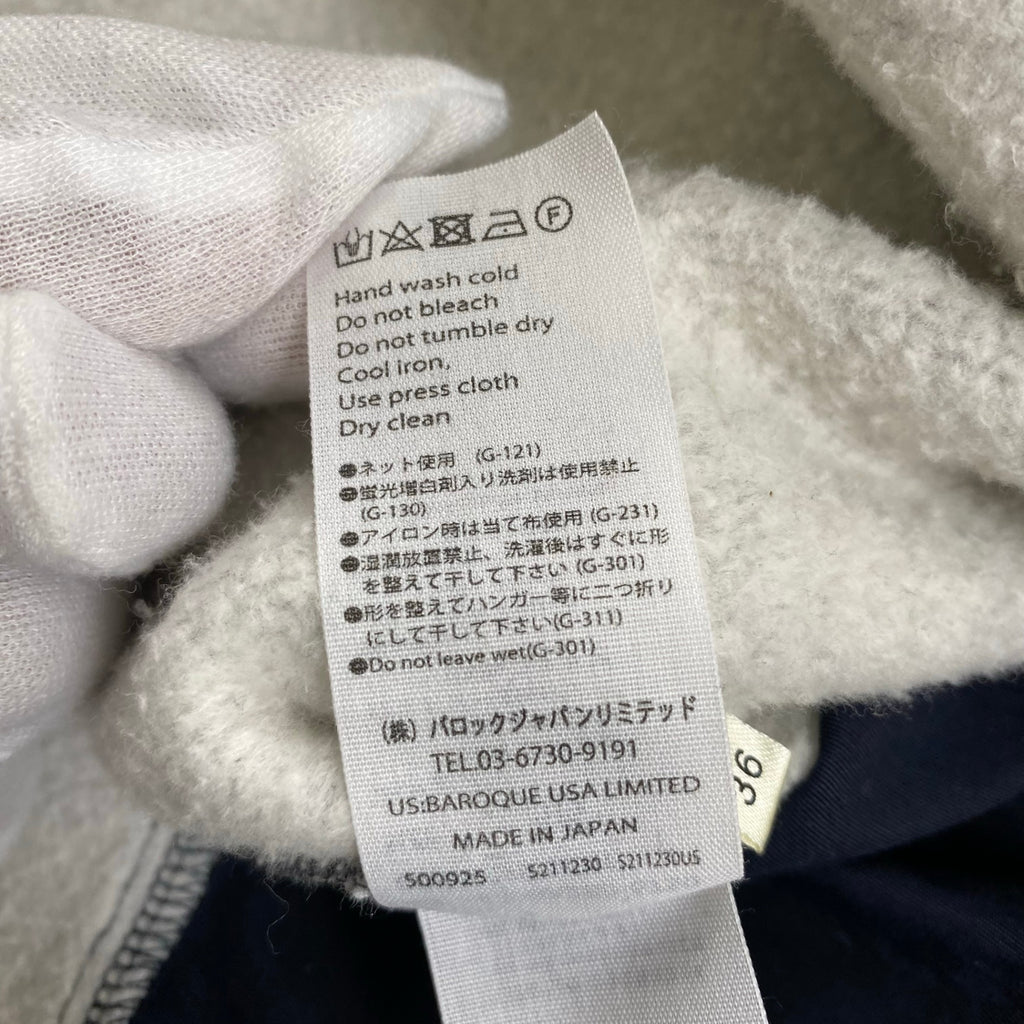 F
Hand wash cold
Do not bleach
Do not tumble dry
Cool iron,
Use press cloth
Dry clean
●ネット使用 (G-121)
●蛍光増白剤入り洗剤は使用禁止
(G-130)
●アイロン時は当て布使用 (G-231)
●湿潤放置禁止、洗濯後はすぐに形
を整えて干して下さい (G-301)
●形を整えてハンガー等に二つ折り
にして干して下さい(G-311)
●Do not leave wet(G-301)
(株) バロックジャパンリミテッド
TEL.03-6730-9191
US:BAROQUE USA LIMITED
MADE IN JAPAN
500925 5211230 5211230US
36